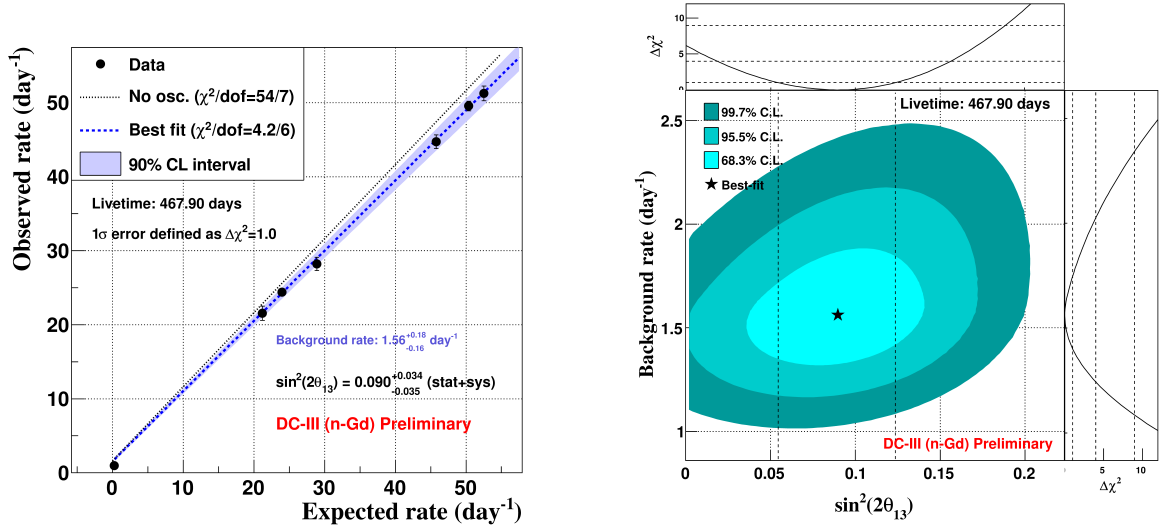 Observed rate (day⁻¹)
Data
No osc. (χ²/dof=54/7)
Best fit (χ²/dof=4.2/6)
90% CL interval
Livetime: 467.90 days
1σ error defined as Δχ²=1.0
Background rate: 1.56 +0.18 -0.16 day⁻¹
sin²(2θ₁₃) = 0.090 +0.034 -0.035 (stat+sys)
DC-III (n-Gd) Preliminary
50
40
30
20
10
0
0 10 20 30 40 50
Expected rate (day⁻¹)
Δχ²
10
5
0
Background rate (day⁻¹)
2.5
2
1.5
1
99.7% C.L.
95.5% C.L.
68.3% C.L.
Best-fit
Livetime: 467.90 days
DC-III (n-Gd) Preliminary
0 0.05 0.1 0.15 0.2
sin²(2θ₁₃)
5 10
Δχ²